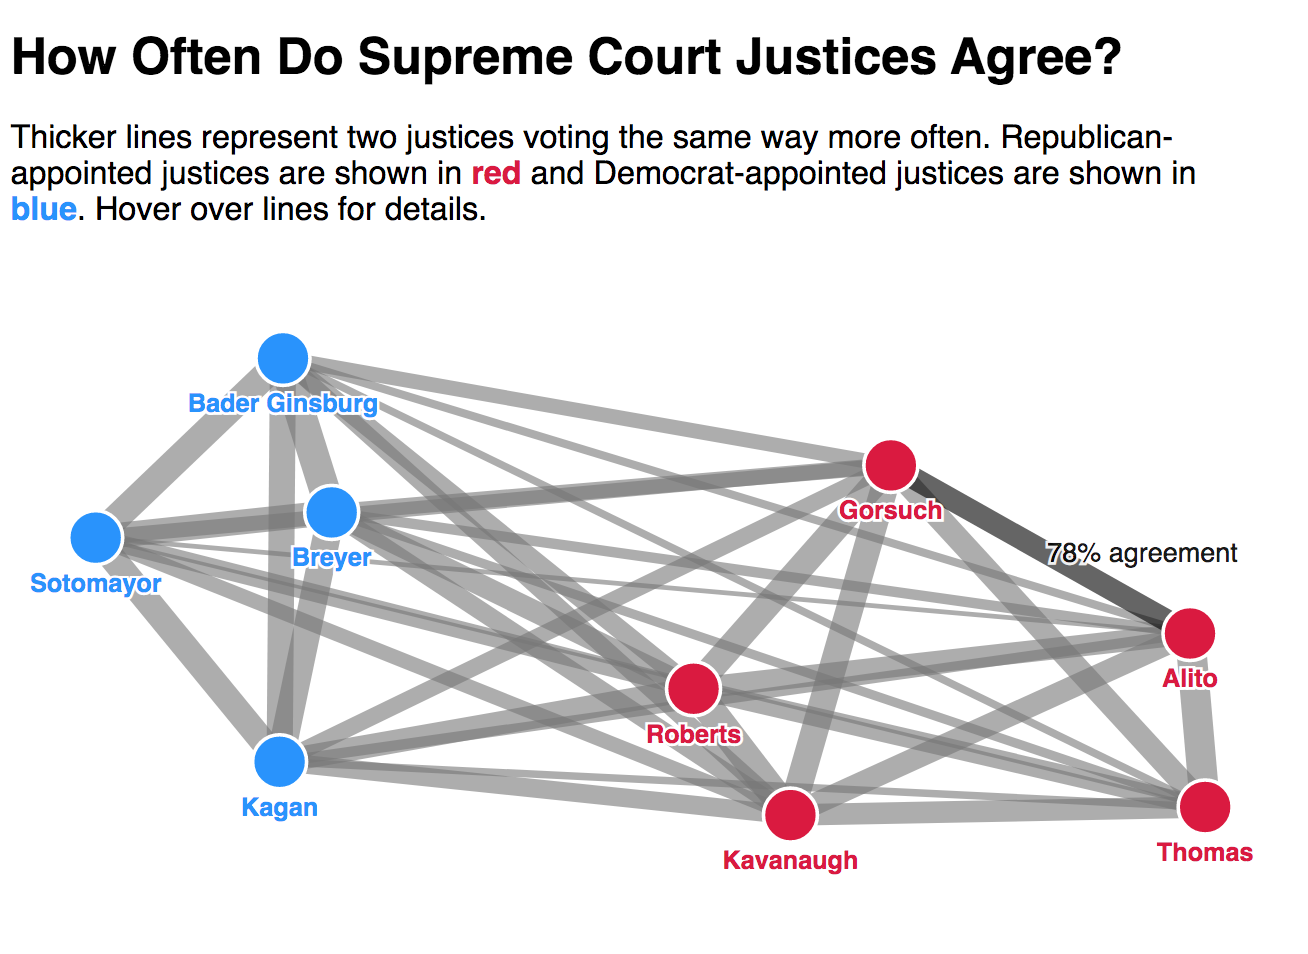 How Often Do Supreme Court Justices Agree?
Thicker lines represent two justices voting the same way more often. Republican-
appointed justices are shown in red and Democrat-appointed justices are shown in
blue. Hover over lines for details.
Bader Ginsburg
Gorsuch
78% agreement
Breyer
Sotomayor
Alito
Roberts
Kagan
Thomas
Kavanaugh